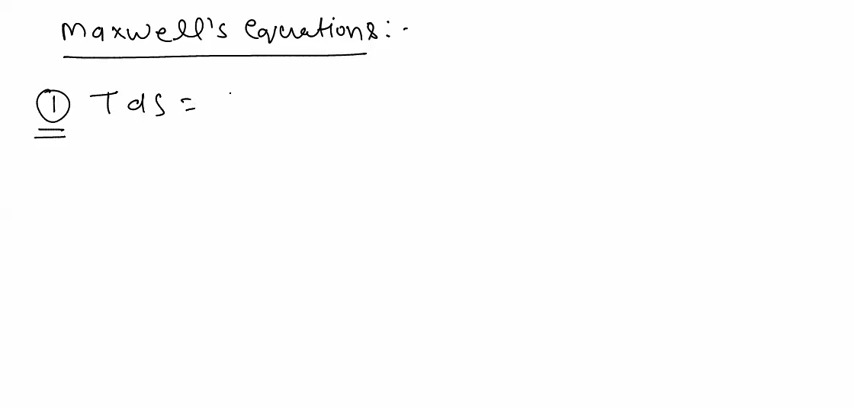 Maxwell's Equations:-
① Tds =